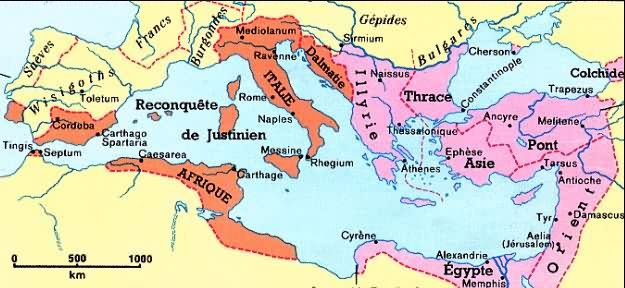 Suèves
Francs
Burgondes
Gépides
Bulgares
Wisigoths
Toletum
Cordoba
Carthago
Spartaria
Tingis
Septum
Mediolanum
Ravenne
Rome
ITALIE
Naples
Messine
Rhegium
Dalmatie
Sirmium
Reconquête
de Justinien
Caesarea
AFRIQUE
Carthage
Illyrie
Naissus
Thrace
Thessalonique
Athènes
Constantinople
Cherson
Colchide
Trapezus
Ancyre
Melitene
Pont
Ephèse
Asie
Tarsus
Antioche
Tyr
Damascus
Aelia
(Jérusalem)
Orient
Cyrène
Alexandrie
Égypte
Memphis
0 500 1000
km